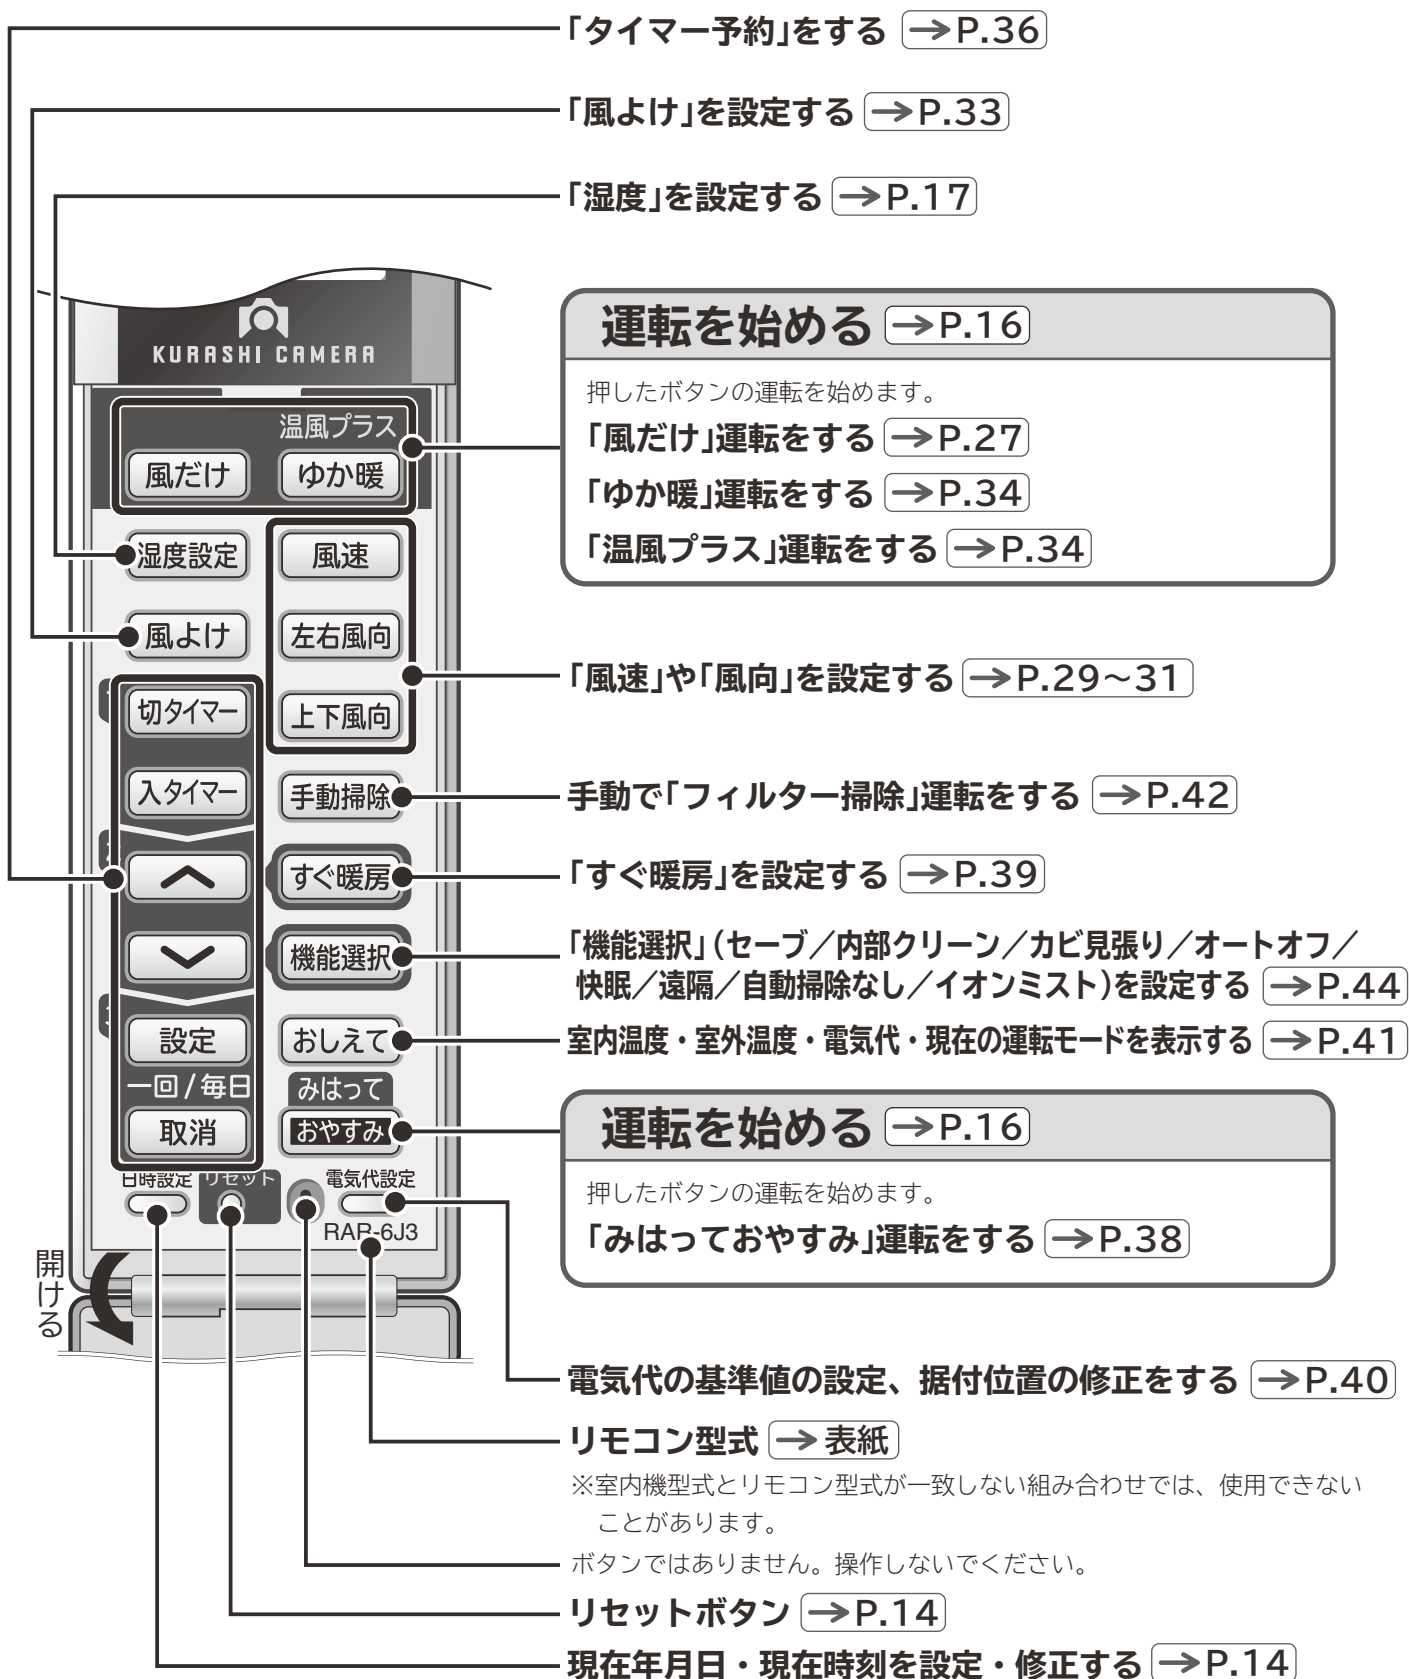 「タイマー予約」をする →P.36
「風よけ」を設定する →P.33
「湿度」を設定する →P.17
KURASHI CAMERA
温風プラス
風だけ ゆか暖
湿度設定 風速
風よけ 左右風向
切タイマー 上下風向
入タイマー 手動掃除
すぐ暖房
機能選択
設定 おしえて
一回/毎日 みはって
取消 おやすみ
日時設定 リセット 電気代設定
RAR-6J3
開ける
運転を始める →P.16
押したボタンの運転を始めます。
「風だけ」運転をする →P.27
「ゆか暖」運転をする →P.34
「温風プラス」運転をする →P.34
「風速」や「風向」を設定する →P.29〜31
手動で「フィルター掃除」運転をする →P.42
「すぐ暖房」を設定する →P.39
「機能選択」(セーブ/内部クリーン/カビ見張り/オートオフ/
快眠/遠隔/自動掃除なし/イオンミスト)を設定する →P.44
室内温度・室外温度・電気代・現在の運転モードを表示する →P.41
運転を始める →P.16
押したボタンの運転を始めます。
「みはっておやすみ」運転をする →P.38
電気代の基準値の設定、据付位置の修正をする →P.40
リモコン型式 →表紙
※室内機型式とリモコン型式が一致しない組み合わせでは、使用できない
ことがあります。
ボタンではありません。操作しないでください。
リセットボタン →P.14
現在年月日・現在時刻を設定・修正する →P.14